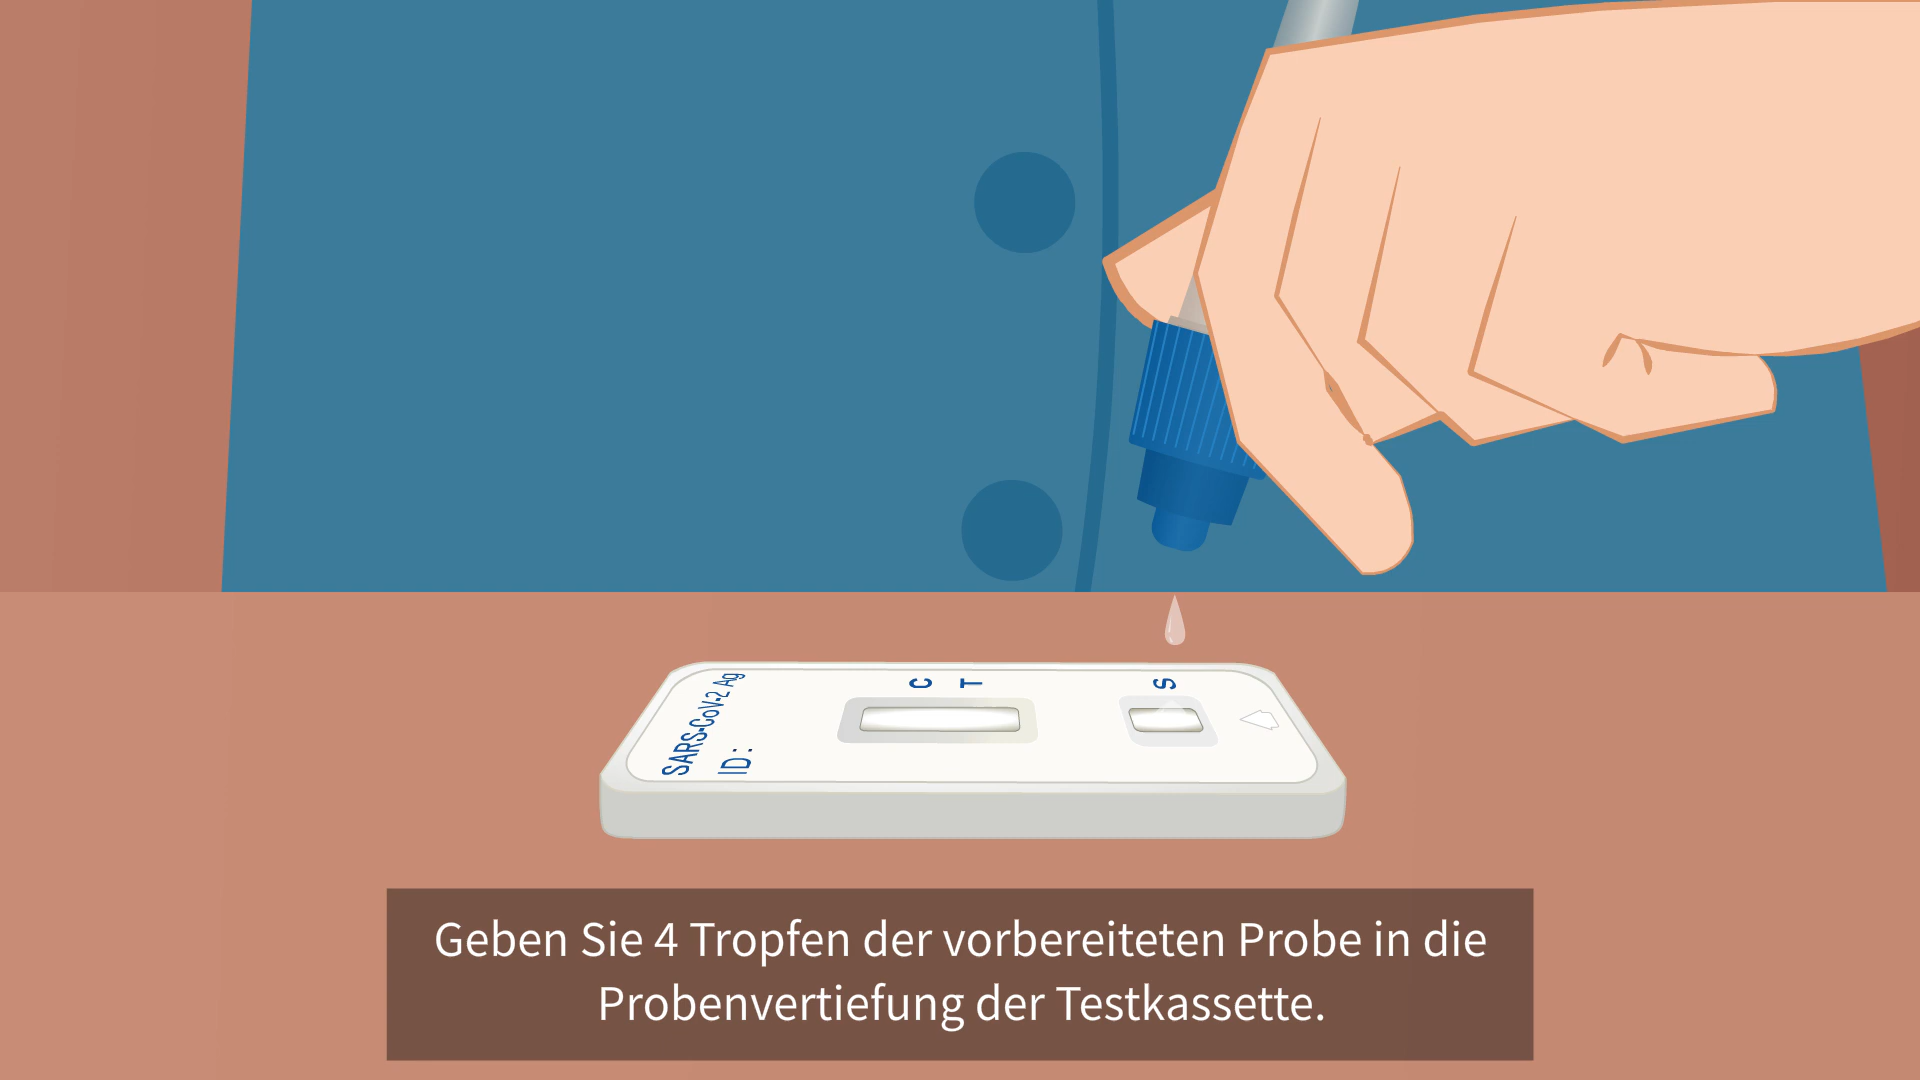 SARS-CoV-2 Ag
ID:
C T
S
Geben Sie 4 Tropfen der vorbereiteten Probe in die
Probenvertiefung der Testkassette.